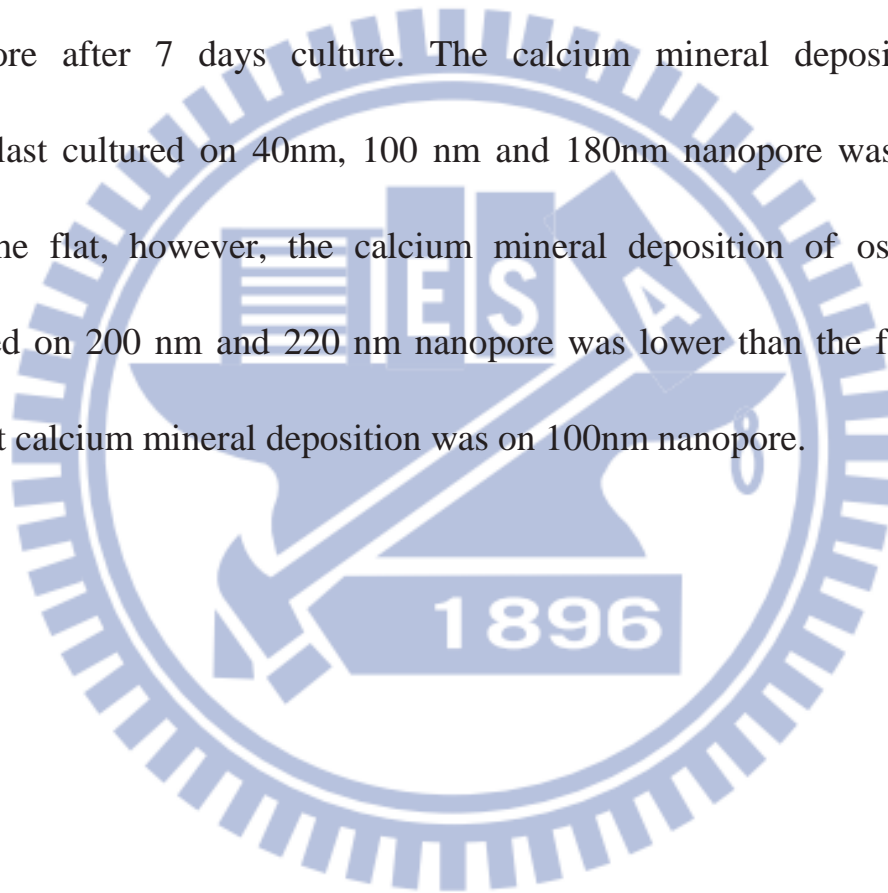 ore after 7 days culture. The calcium mineral deposi
last cultured on 40nm, 100 nm and 180nm nanopore was
ne flat, however, the calcium mineral deposition of os
ed on 200 nm and 220 nm nanopore was lower than the f
t calcium mineral deposition was on 100nm nanopore.
E S A
1896